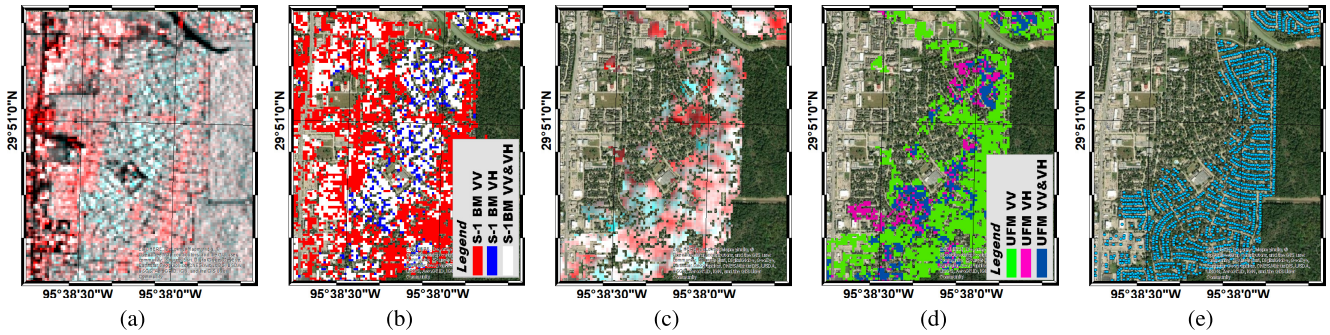 29°51'0"N
95°38'30"W 95°38'0"W
(a)
29°51'0"N
Legend
S-1 BM VV
S-1 BM VH
S-1BM VV&VH
95°38'30"W 95°38'0"W
(b)
29°51'0"N
95°38'30"W 95°38'0"W
(c)
29°51'0"N
Legend
UFM VV
UFM VH
UFM VV&VH
95°38'30"W 95°38'0"W
(d)
29°51'0"N
95°38'30"W 95°38'0"W
(e)